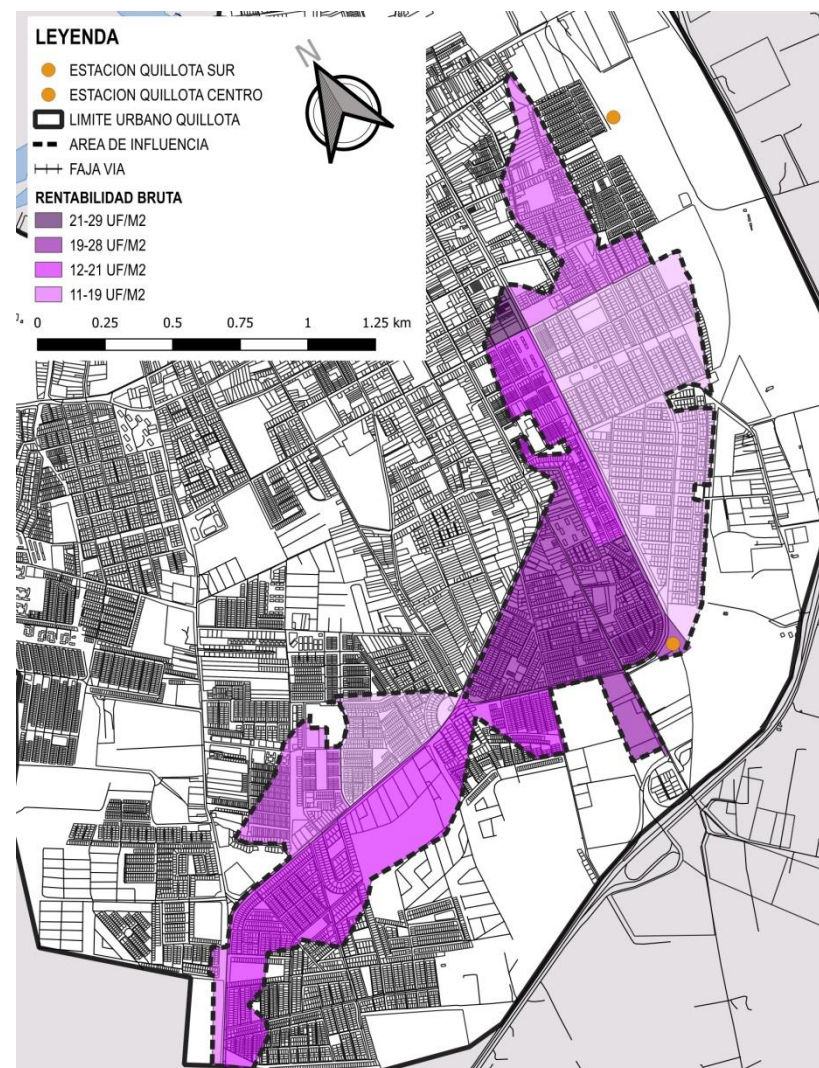 LEYENDA
N
ESTACION QUILLOTA SUR
ESTACION QUILLOTA CENTRO
LIMITE URBANO QUILLOTA
AREA DE INFLUENCIA
FAJA VIA
RENTABILIDAD BRUTA
21-29 UF/M2
19-28 UF/M2
12-21 UF/M2
11-19 UF/M2
0 0.25 0.5 0.75 1 1.25 km